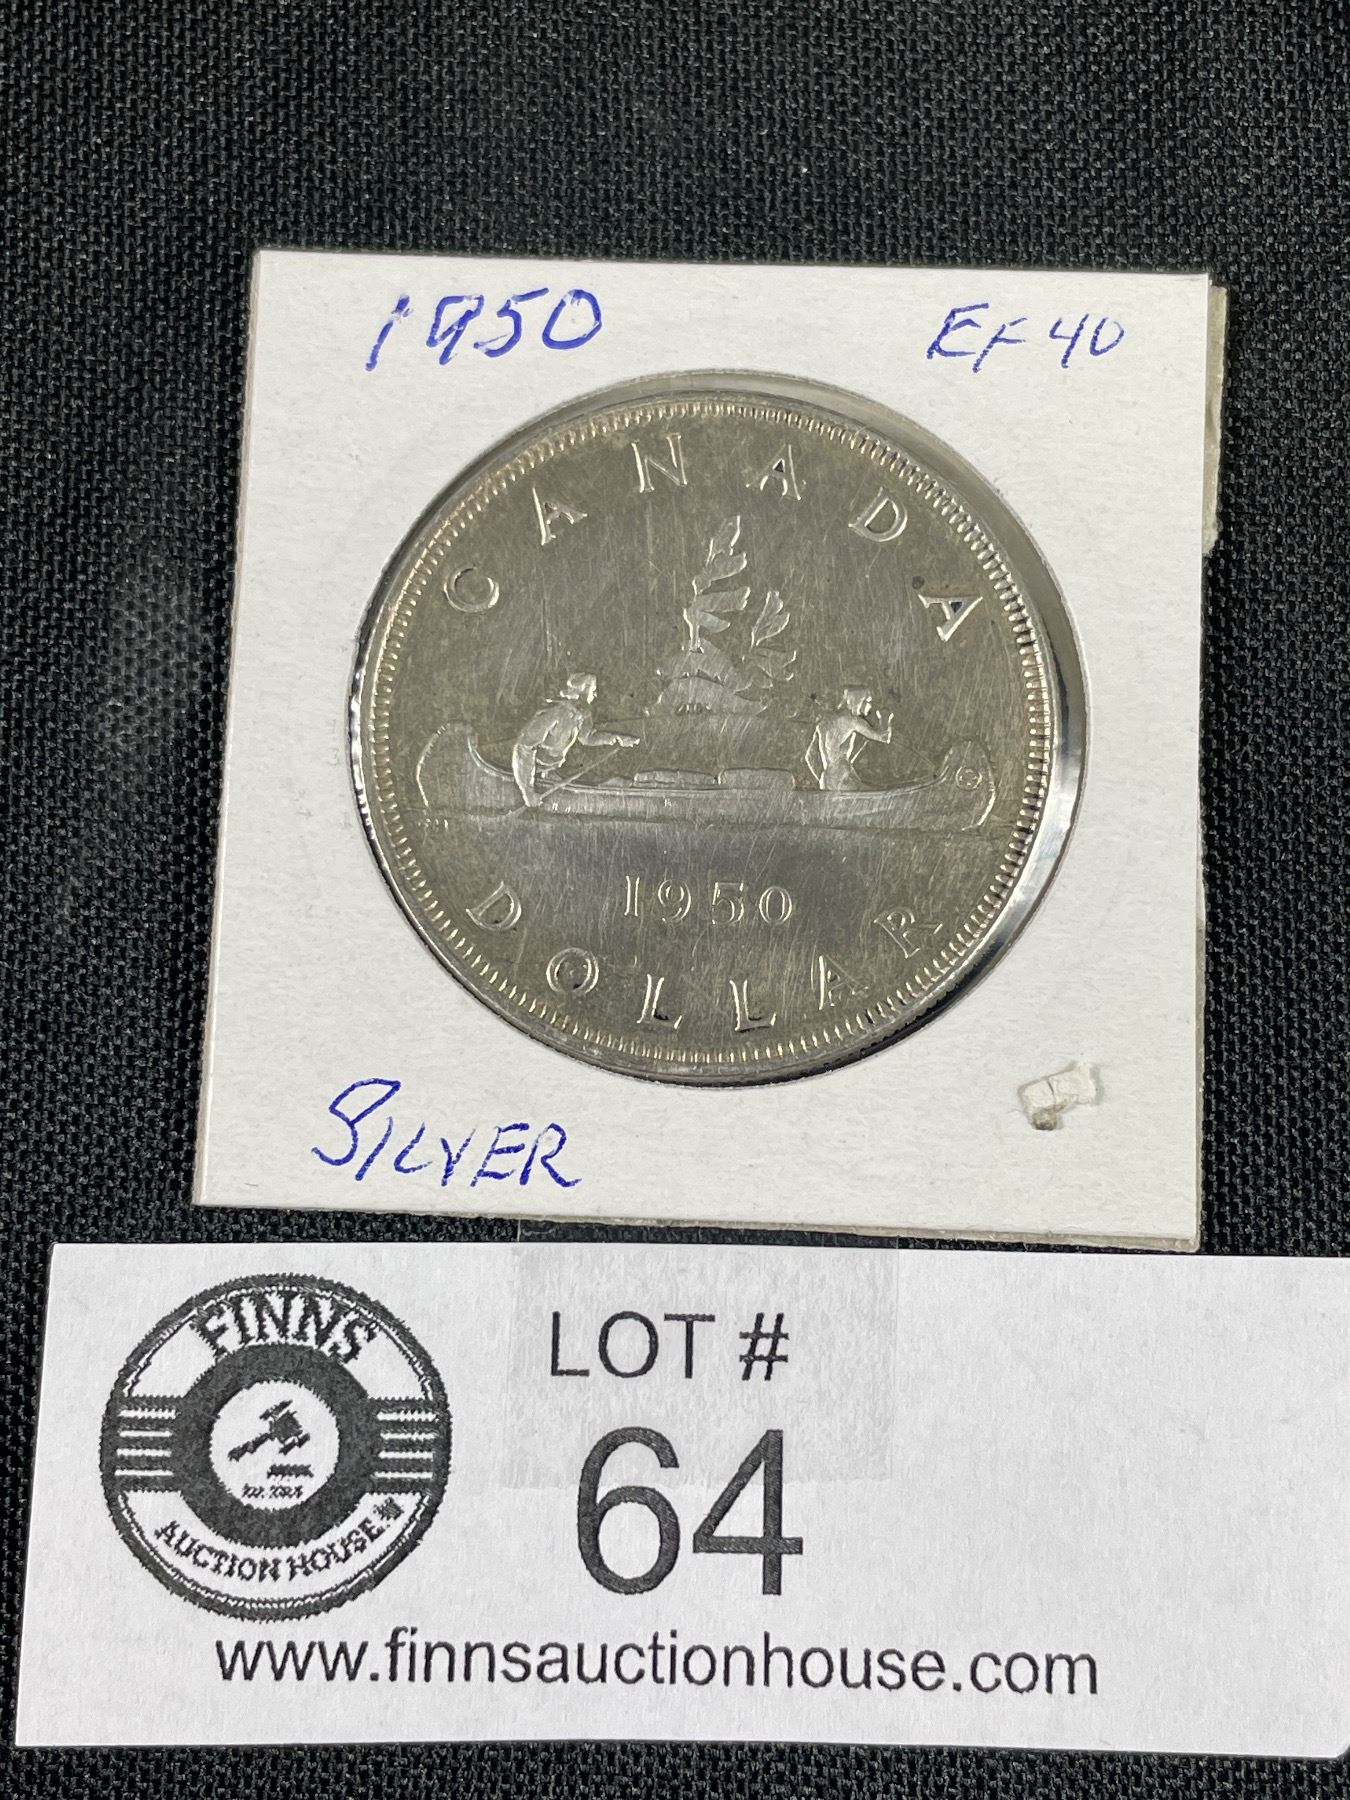 1950 EF 40
CANADA
1950
DOLLAR
SILVER
FINNS
AUCTION HOUSE
LOT #
64
www.finnsauctionhouse.com